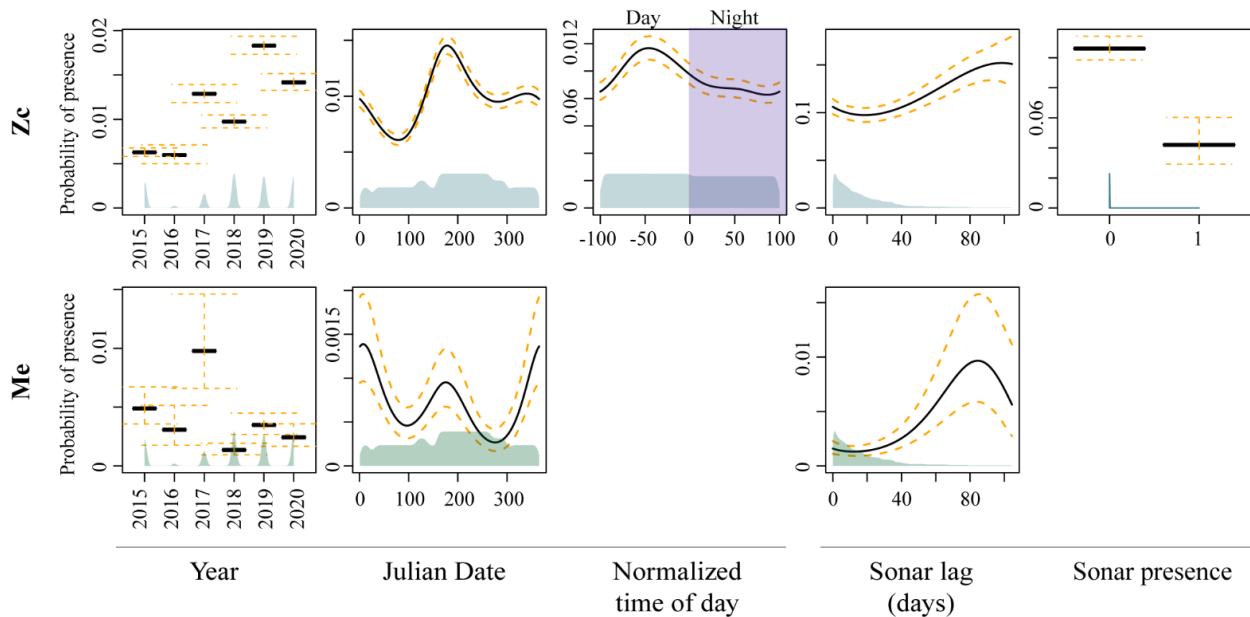 Day Night
Zc
Probability of presence
0 0.01 0.02
2015 2016 2017 2018 2019 2020
0 0.01
0 100 200 300
0 0.06 0.012
-100 -50 0 50 100
0 0.1
0 40 80
0 0.06
0 1
Me
Probability of presence
0 0.01
2015 2016 2017 2018 2019 2020
0 0.0015
0 100 200 300
0 0.01
0 40 80
Year Julian Date Normalized Sonar lag Sonar presence
time of day (days)